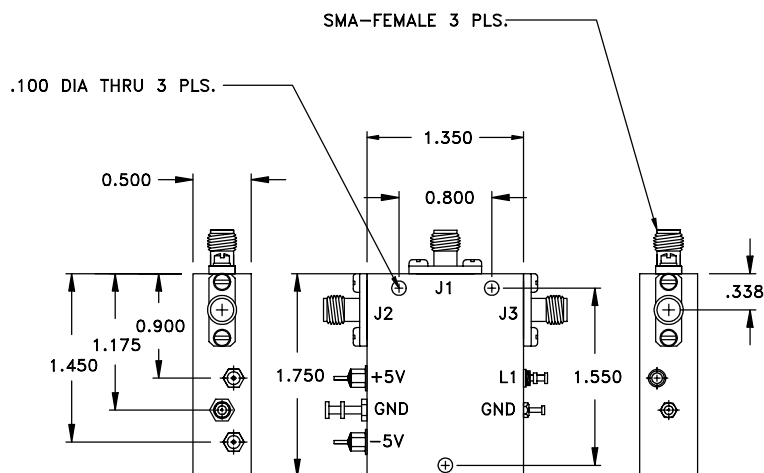 SMA-FEMALE 3 PLS.
.100 DIA THRU 3 PLS.
1.350
0.500
0.800
J1
J2
J3
.338
0.900
1.175
1.450
1.750
+5V
L1
1.550
GND
GND
-5V